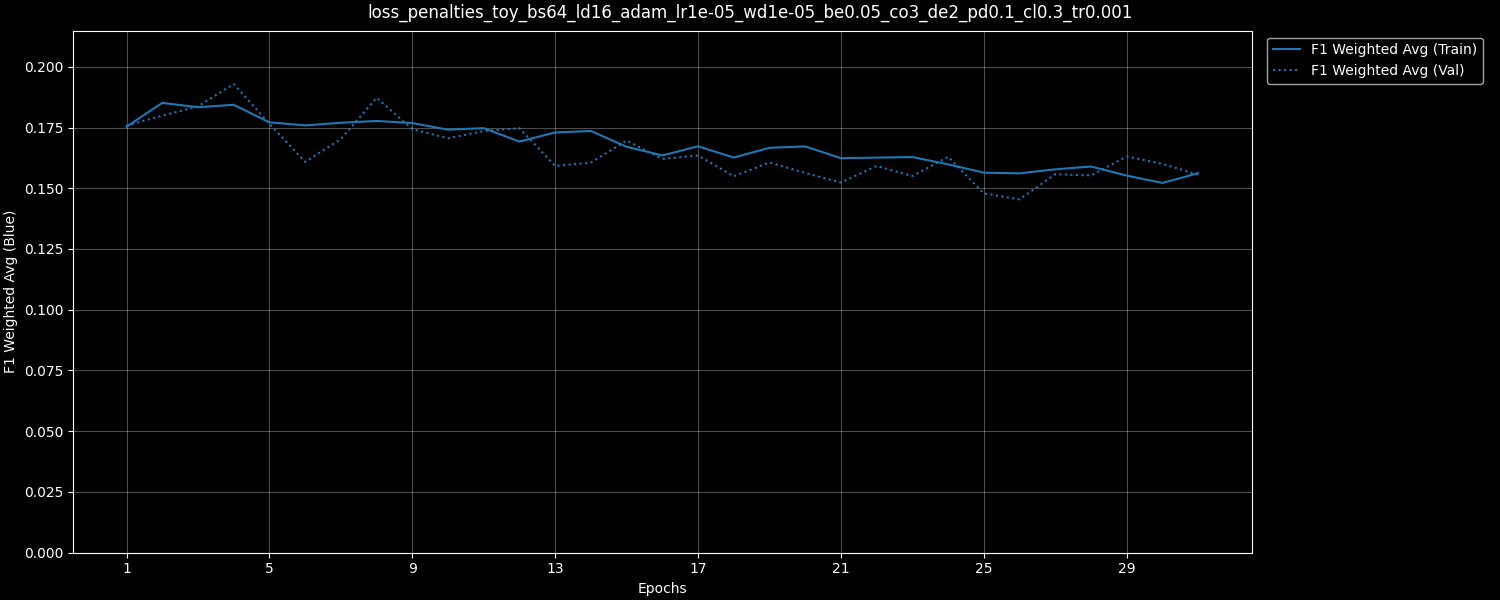 loss_penalties_toy_bs64_ld16_adam_lr1e-05_wd1e-05_be0.05_co3_de2_pd0.1_cl0.3_tr0.001
F1 Weighted Avg (Train)
F1 Weighted Avg (Val)
F1 Weighted Avg (Blue)
0.200
0.175
0.150
0.125
0.100
0.075
0.050
0.025
0.000
1 5 9 13 17 21 25 29
Epochs